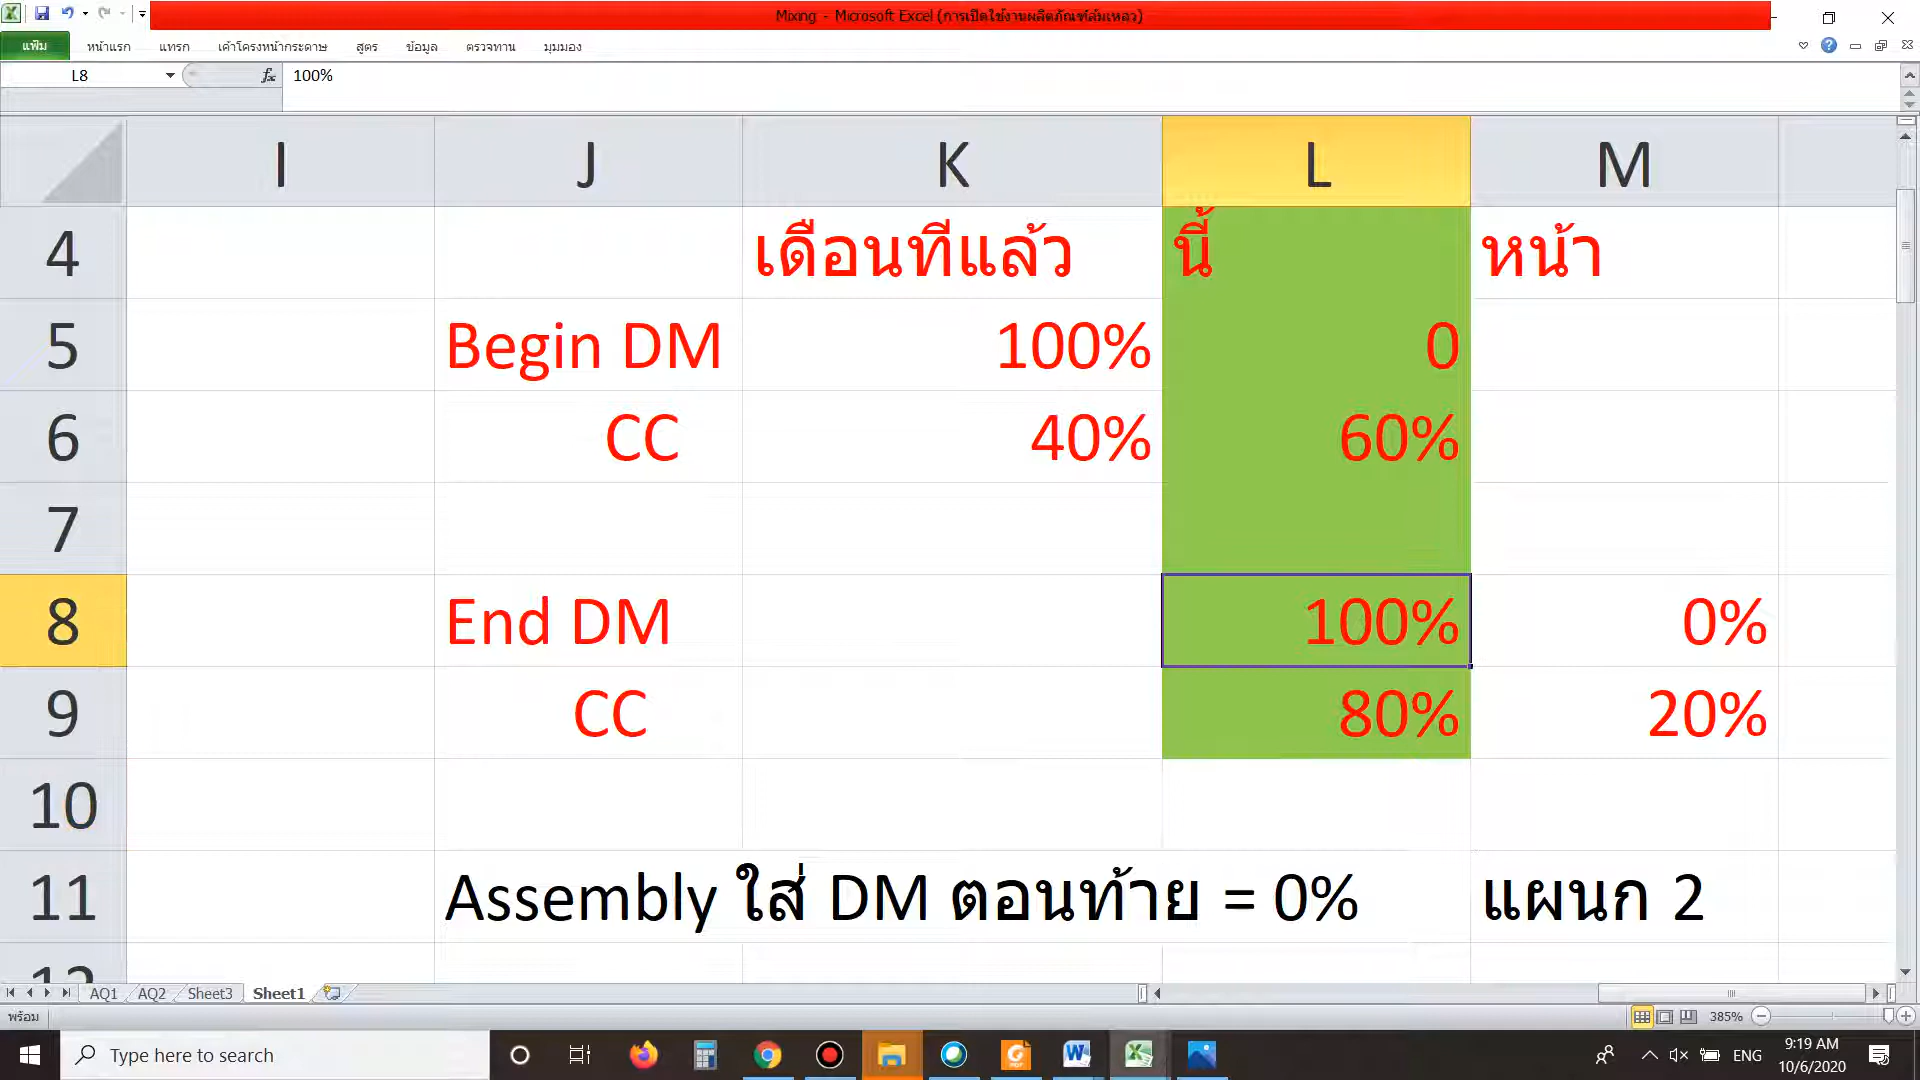 Mixing - Microsoft Excel (การเปิดใช้งานผลิตภัณฑ์ล้มเหลว)
แฟ้ม หน้าแรก แทรก เค้าโครงหน้ากระดาษ สูตร ข้อมูล ตรวจทาน มุมมอง
L8 fx 100%
I J K L M
4 เดือนทีแล้ว นี้ หน้า
5 Begin DM 100% 0
6 CC 40% 60%
7
8 End DM 100% 0%
9 CC 80% 20%
10
11 Assembly ใส่ DM ตอนท้าย = 0% แผนก 2
12
AQ1 AQ2 Sheet3 Sheet1
พร้อม 385%
Type here to search ENG 9:19 AM
10/6/2020